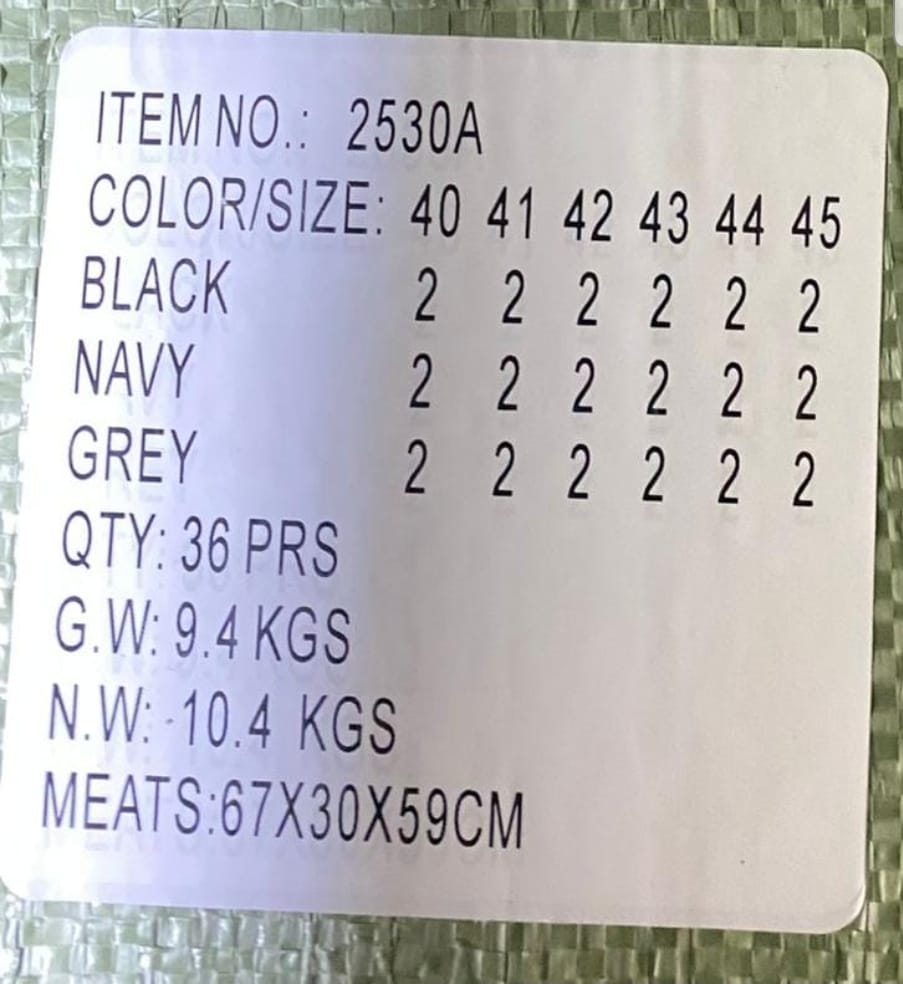 ITEM NO.: 2530A
COLOR/SIZE: 40 41 42 43 44 45
BLACK 2 2 2 2 2 2
NAVY 2 2 2 2 2 2
GREY 2 2 2 2 2 2
QTY: 36 PRS
G.W: 9.4 KGS
N.W: 10.4 KGS
MEATS:67X30X59CM